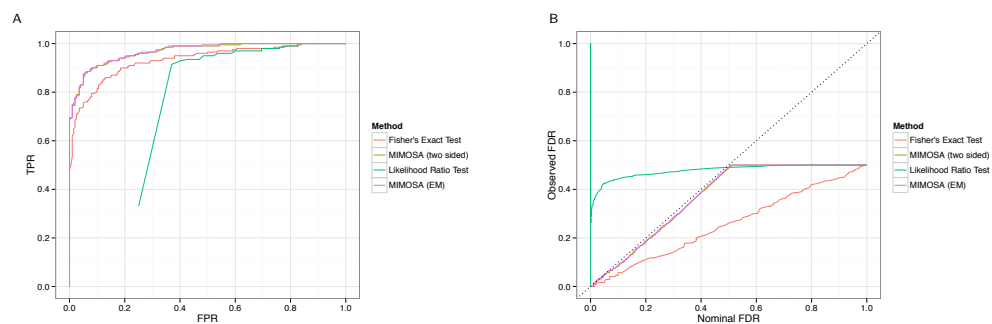 A
TPR
1.0
0.8
0.6
0.4
0.2
0.0
0.0 0.2 0.4 0.6 0.8 1.0
FPR
Method
Fisher's Exact Test
MIMOSA (two sided)
Likelihood Ratio Test
MIMOSA (EM)
B
Observed FDR
1.0
0.8
0.6
0.4
0.2
0.0
0.0 0.2 0.4 0.6 0.8 1.0
Nominal FDR
Method
Fisher's Exact Test
MIMOSA (two sided)
Likelihood Ratio Test
MIMOSA (EM)